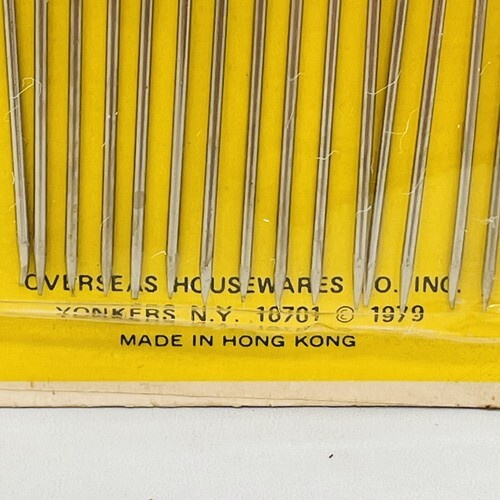 OVERSEAS HOUSEWARES CO. INC.
YONKERS N.Y. 10701 © 1979
MADE IN HONG KONG